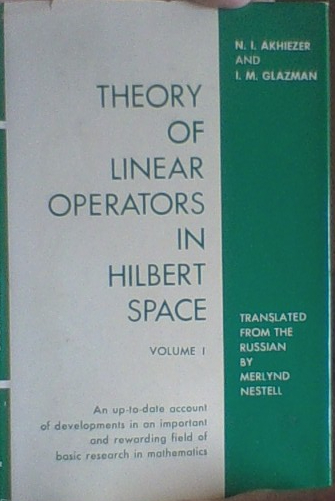 N. I. AKHIEZER
AND
I. M. GLAZMAN
THEORY
OF
LINEAR
OPERATORS
IN
HILBERT
SPACE
VOLUME I
TRANSLATED
FROM THE
RUSSIAN
BY
MERLYND
NESTELL
An up-to-date account
of developments in an important
and rewarding field of
basic research in mathematics